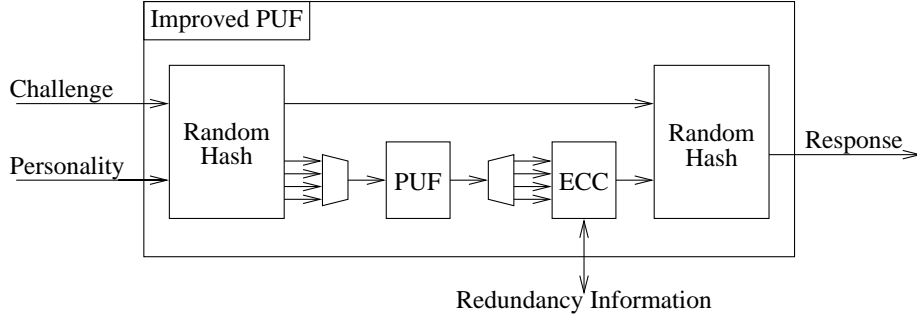 Improved PUF
Challenge
Personality
Random
Hash
PUF
ECC
Random
Hash
Response
Redundancy Information